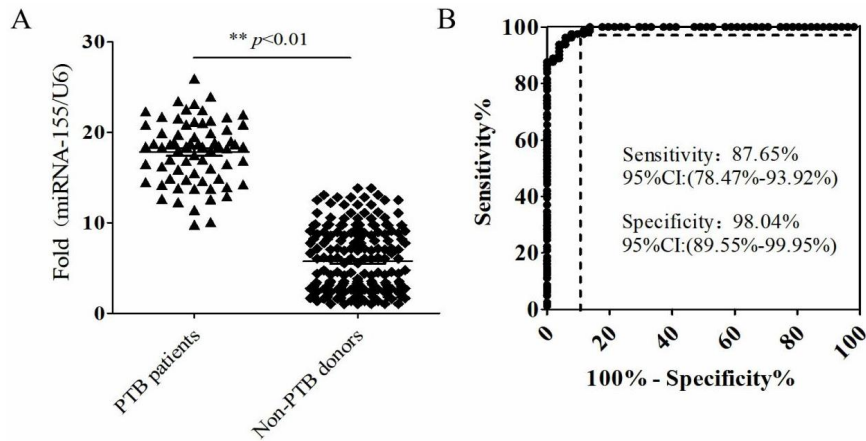 A
** p<0.01
Fold (miRNA-155/U6)
30
20
10
0
PTB patients
Non-PTB donors
B
Sensitivity%
100
80
60
40
20
0
Sensitivity: 87.65%
95%CI:(78.47%-93.92%)
Specificity: 98.04%
95%CI:(89.55%-99.95%)
0
20
40
60
80
100
100% - Specificity%